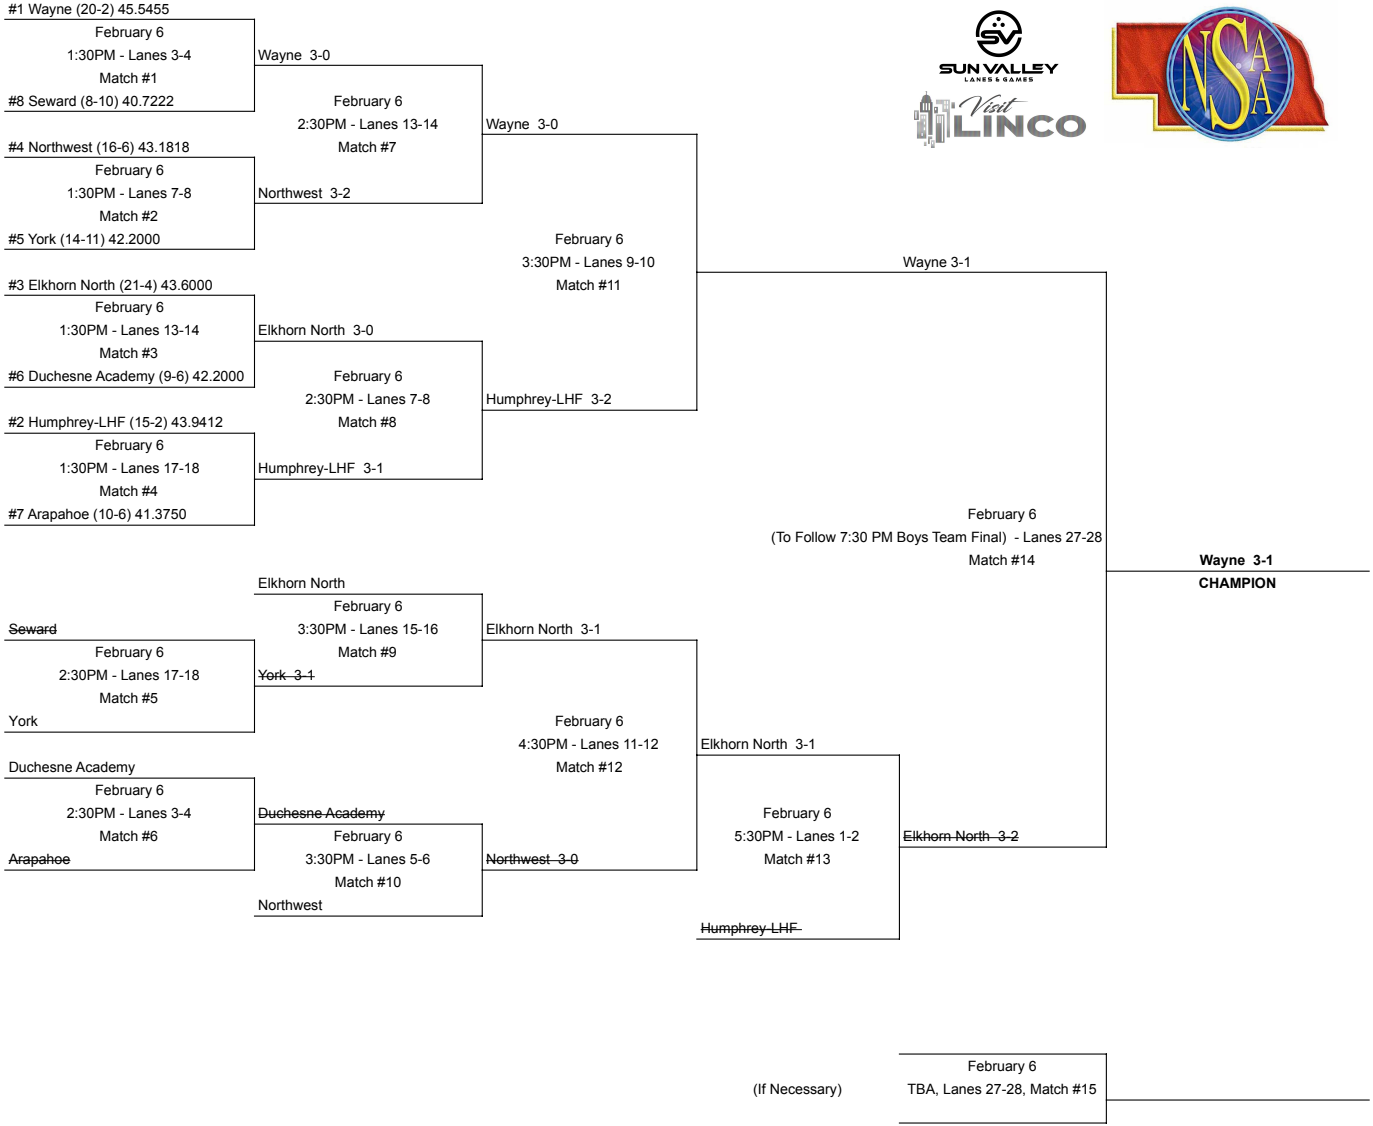 #1 Wayne (20-2) 45.5455
February 6
1:30PM - Lanes 3-4
Match #1
#8 Seward (8-10) 40.7222
Wayne 3-0
February 6
2:30PM - Lanes 13-14
Match #7
#4 Northwest (16-6) 43.1818
February 6
1:30PM - Lanes 7-8
Match #2
#5 York (14-11) 42.2000
Northwest 3-2
Wayne 3-0
February 6
3:30PM - Lanes 9-10
Match #11
#3 Elkhorn North (21-4) 43.6000
February 6
1:30PM - Lanes 13-14
Match #3
#6 Duchesne Academy (9-6) 42.2000
Elkhorn North 3-0
February 6
2:30PM - Lanes 7-8
Match #8
#2 Humphrey-LHF (15-2) 43.9412
February 6
1:30PM - Lanes 17-18
Match #4
#7 Arapahoe (10-6) 41.3750
Humphrey-LHF 3-1
Humphrey-LHF 3-2
Wayne 3-1
SV
SUN VALLEY
LANES & GAMES
Visit
LINCO
NSAA
February 6
(To Follow 7:30 PM Boys Team Final) - Lanes 27-28
Match #14
Wayne 3-1
CHAMPION
Elkhorn North
February 6
3:30PM - Lanes 15-16
Match #9
Seward
February 6
2:30PM - Lanes 17-18
Match #5
York
York 3-1
Elkhorn North 3-1
February 6
4:30PM - Lanes 11-12
Match #12
Duchesne Academy
February 6
2:30PM - Lanes 3-4
Match #6
Arapahoe
Duchesne Academy
February 6
3:30PM - Lanes 5-6
Match #10
Northwest
Northwest 3-0
Elkhorn North 3-1
February 6
5:30PM - Lanes 1-2
Match #13
Humphrey-LHF
Elkhorn North 3-2
(If Necessary)
February 6
TBA, Lanes 27-28, Match #15